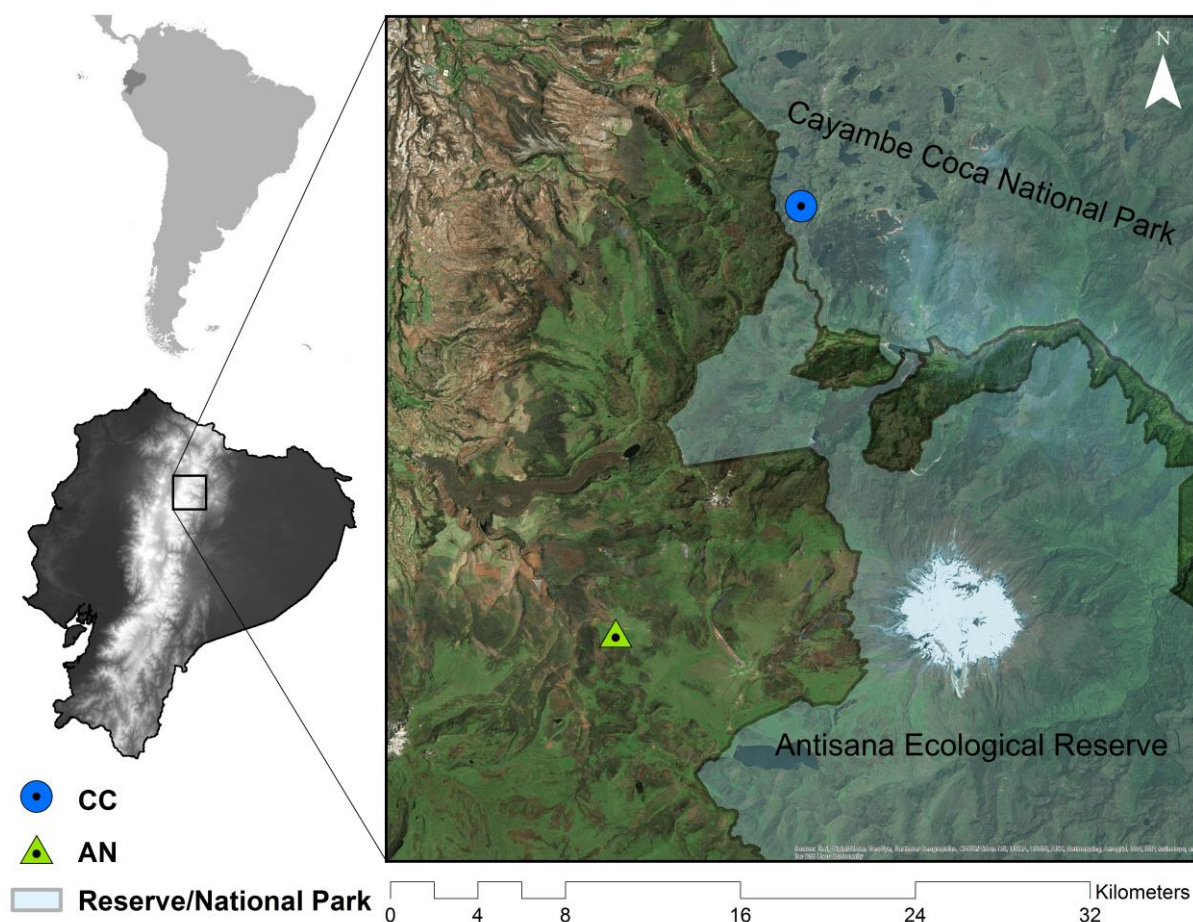 N
Cayambe Coca National Park
Antisana Ecological Reserve
CC
AN
Reserve/National Park
Kilometers
0 4 8 16 24 32